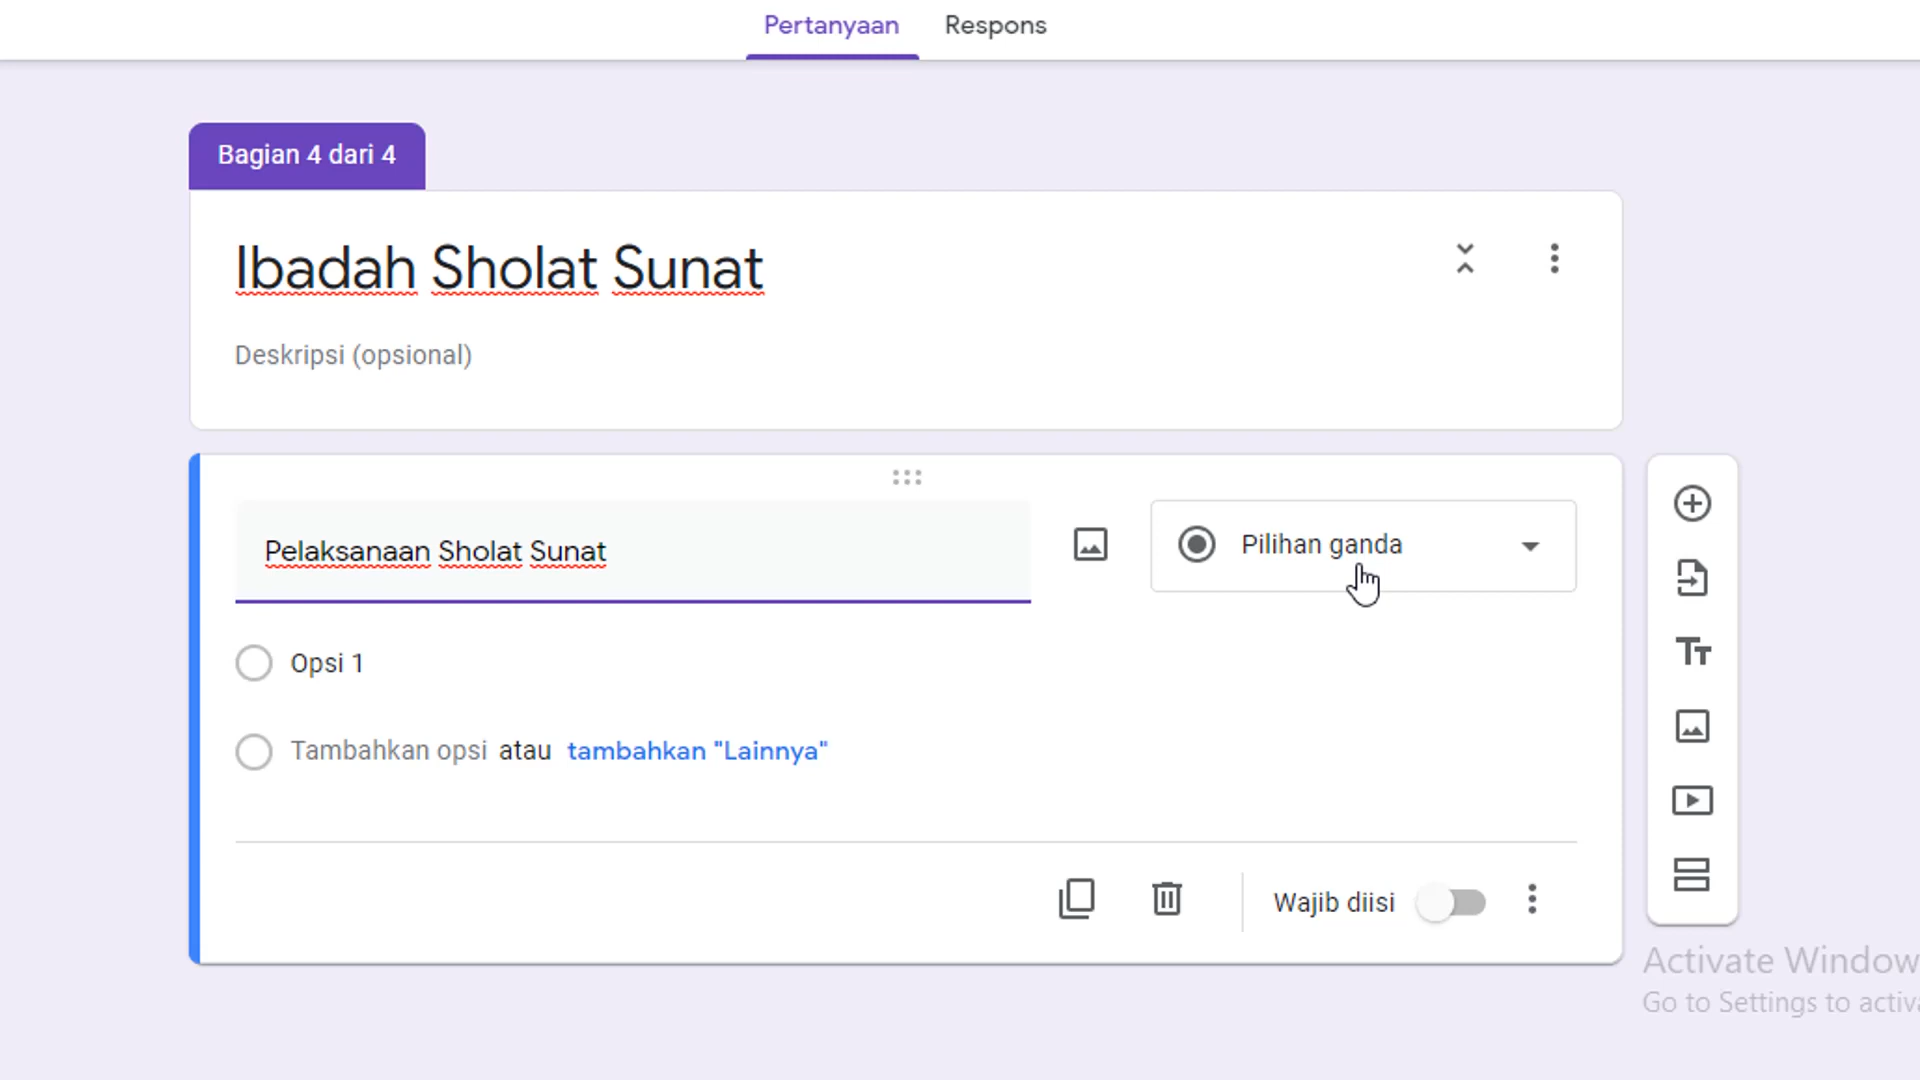 Pertanyaan
Respons
Bagian 4 dari 4
Ibadah Sholat Sunat
Deskripsi (opsional)
Pelaksanaan Sholat Sunat
Pilihan ganda
Opsi 1
Tambahkan opsi atau tambahkan "Lainnya"
Wajib diisi
Activate Window
Go to Settings to activa